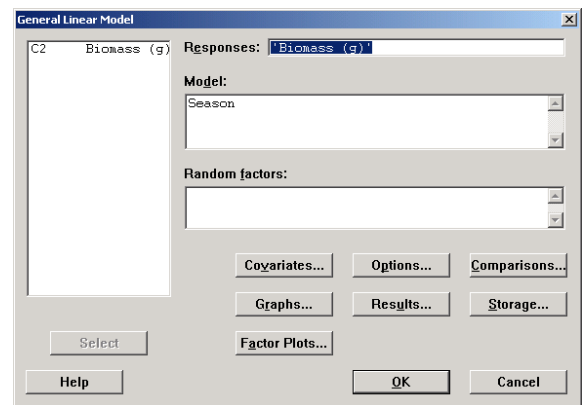 General Linear Model
C2 Biomass (g)
Responses: 'Biomass (g)'
Model:
Season
Random factors:
Covariates... Options... Comparisons...
Graphs... Results... Storage...
Select Factor Plots...
Help OK Cancel